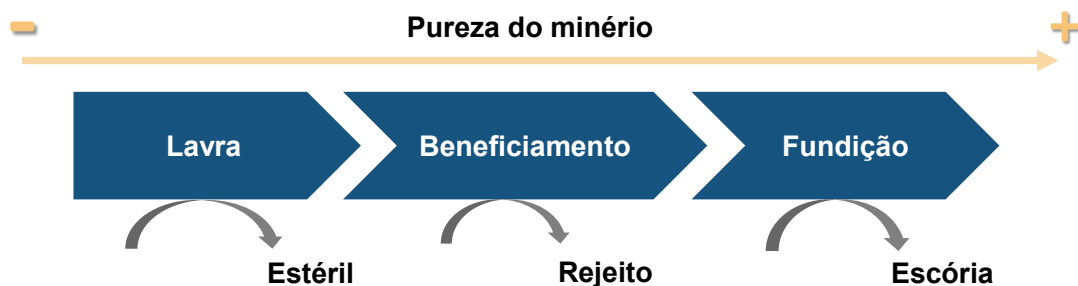 - Pureza do minério +
Lavra Beneficiamento Fundição
Estéril Rejeito Escória